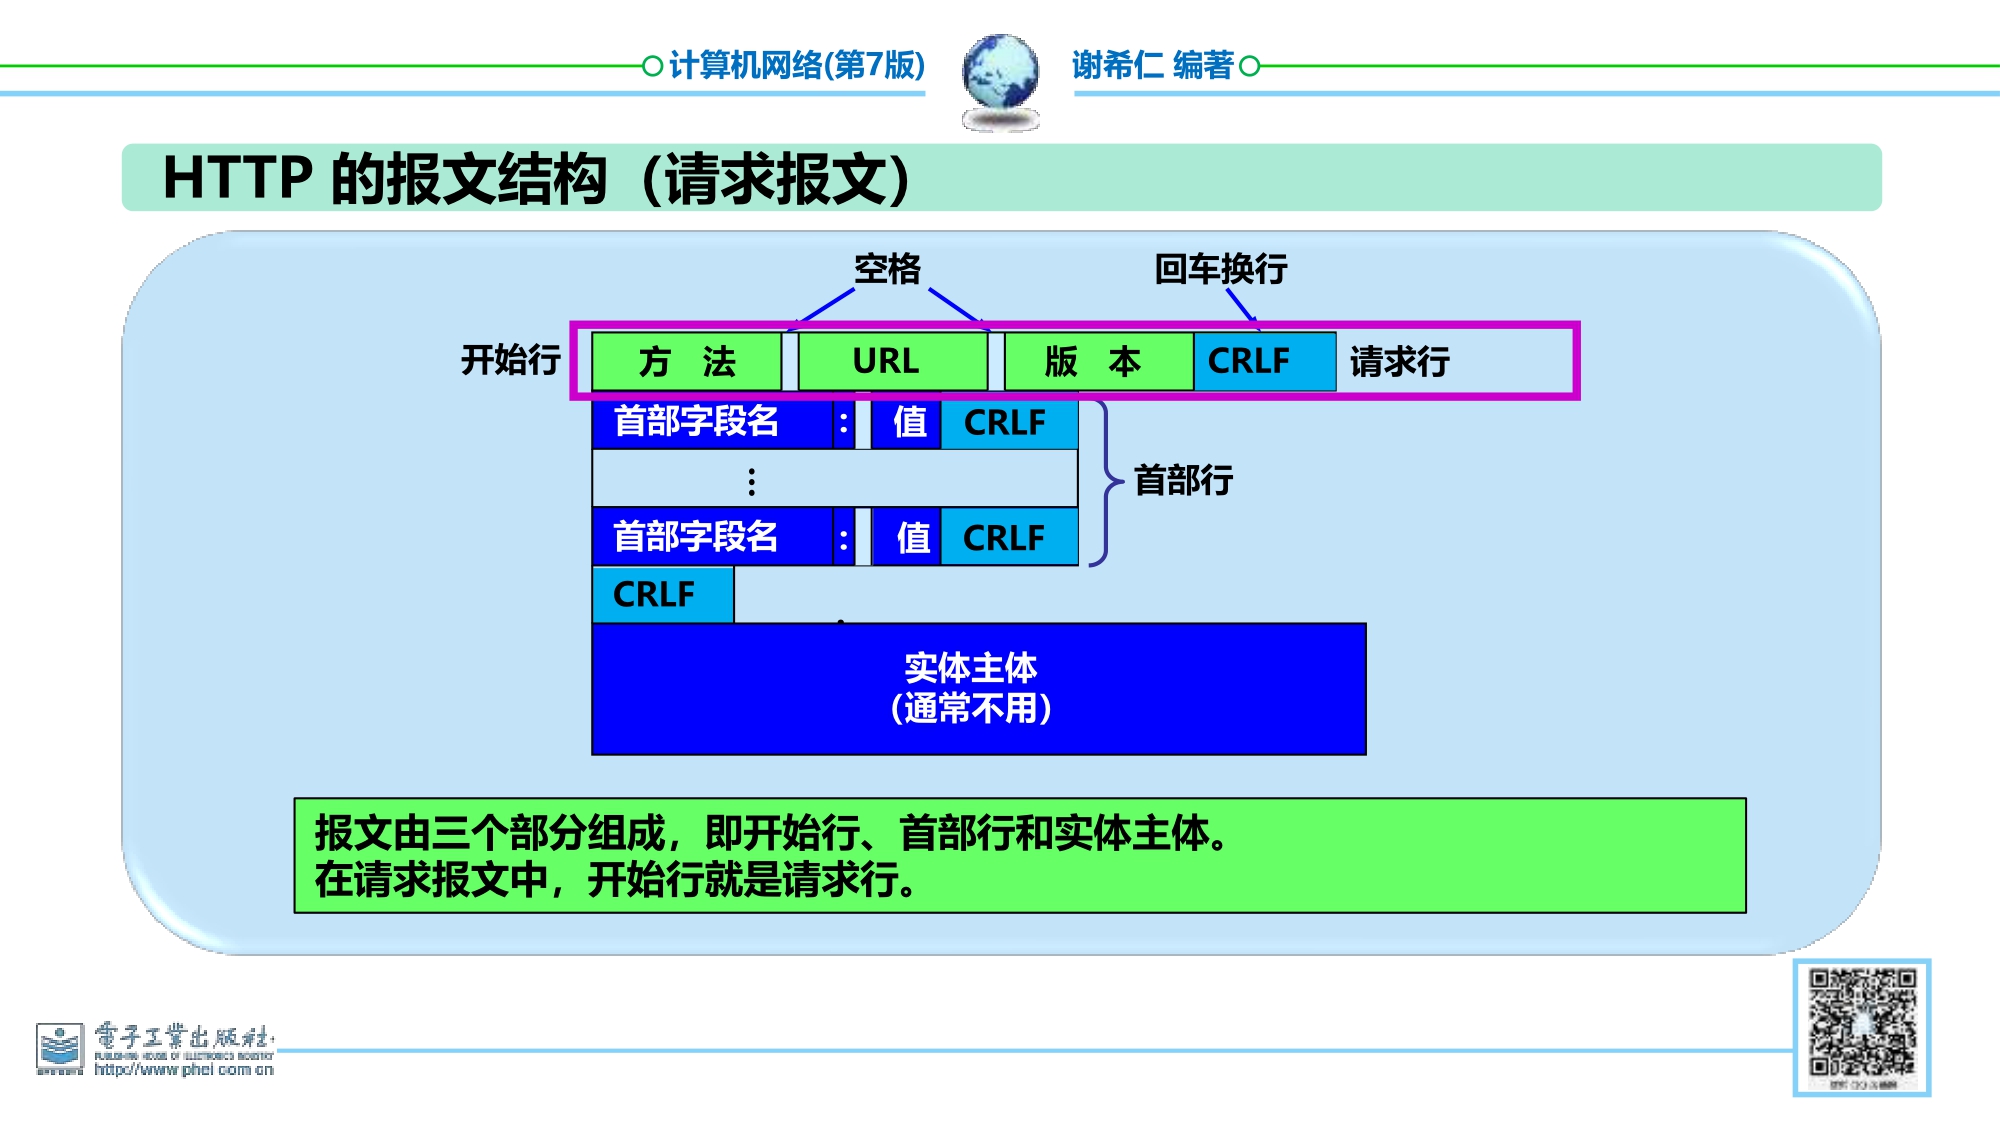 计算机网络(第7版) 谢希仁 编著
HTTP 的报文结构（请求报文）
空格 回车换行
开始行 方 法 URL 版 本 CRLF 请求行
首部字段名 : 值 CRLF
⋮
首部行
首部字段名 : 值 CRLF
CRLF
实体主体
（通常不用）
报文由三个部分组成，即开始行、首部行和实体主体。
在请求报文中，开始行就是请求行。
電子工業出版社
PUBLISHING HOUSE OF ELECTRONICS INDUSTRY
http://www.phei.com.cn